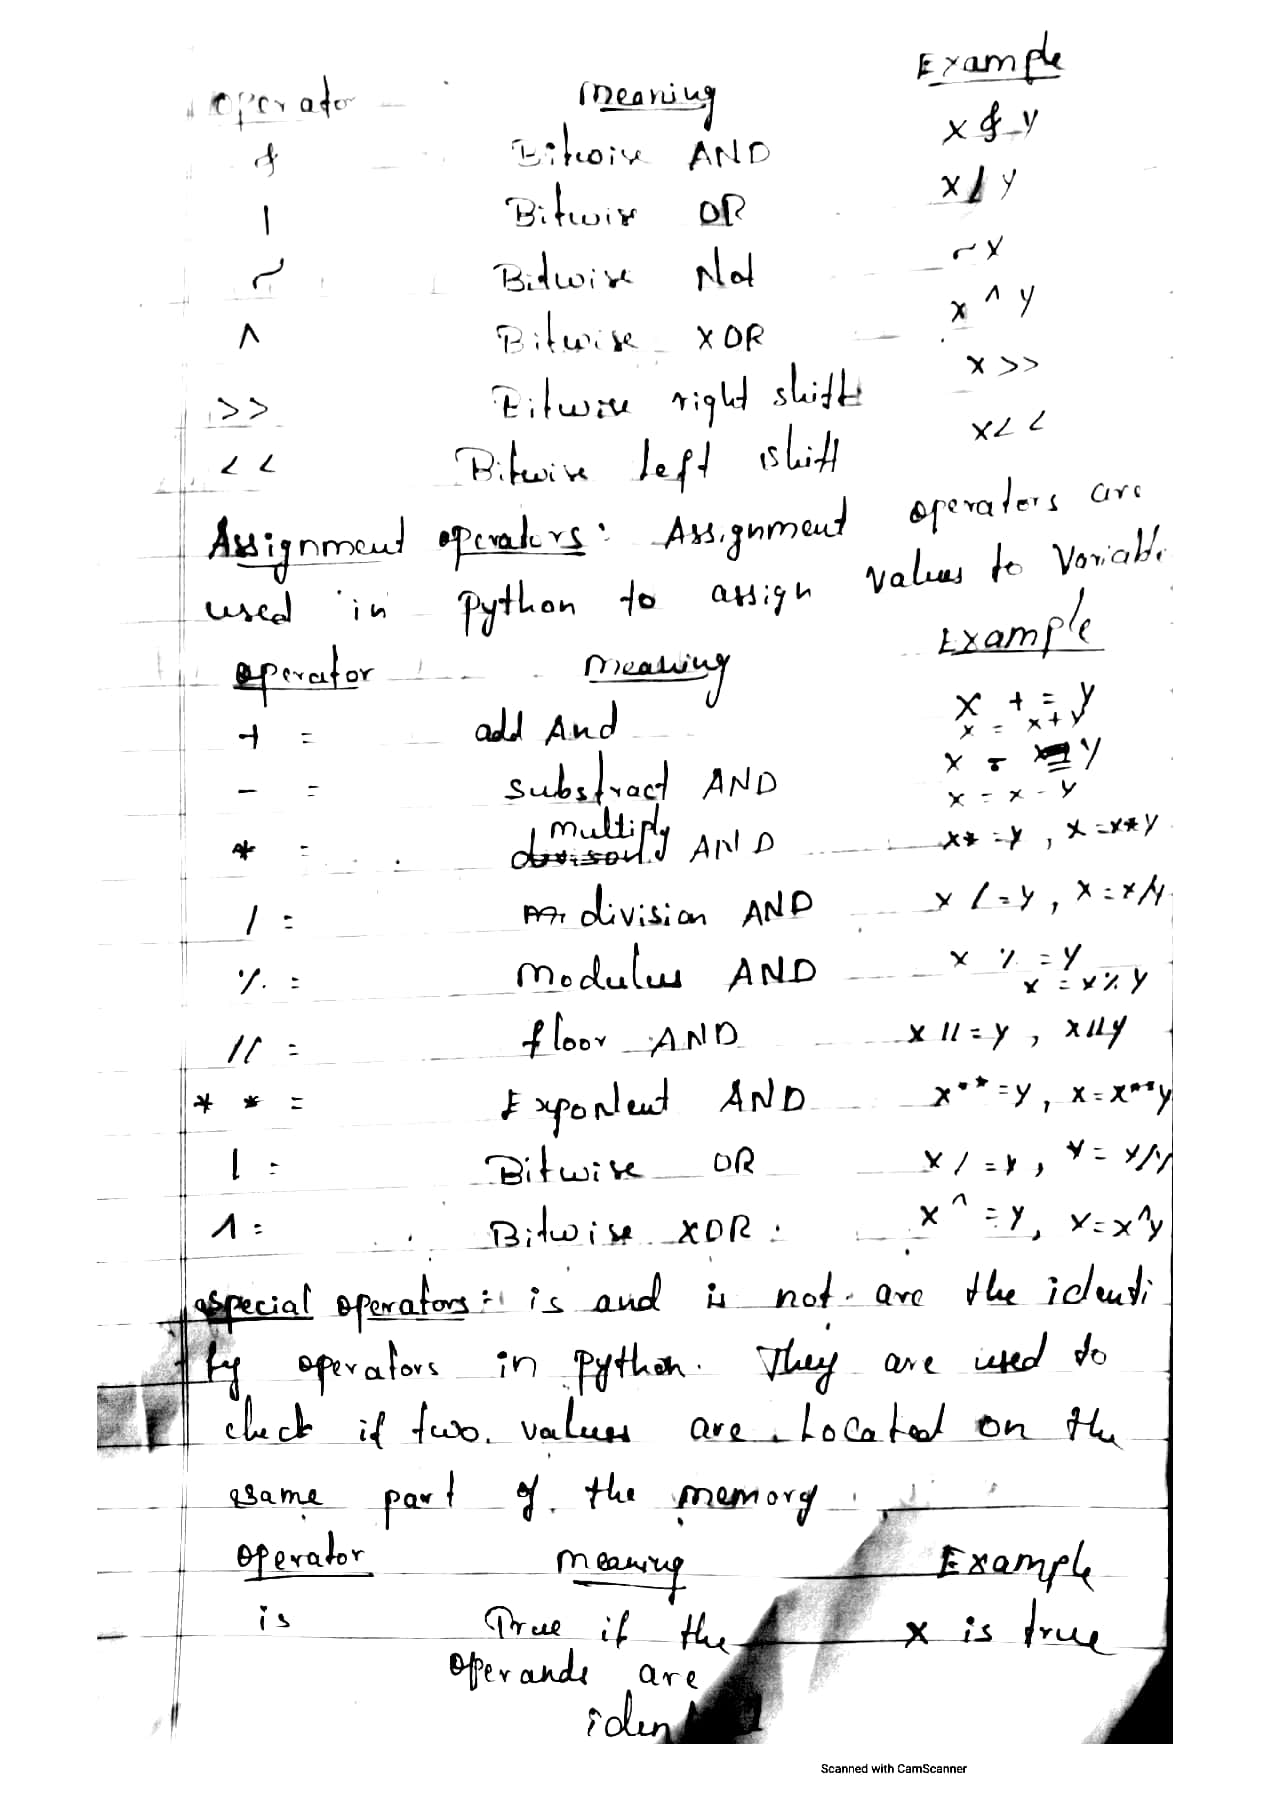 Operator Meaning Example
& Bitwise AND x & y
| Bitwise OR x | y
~ Bitwise Not ~ x
^ Bitwise XOR x ^ y
>> Bitwise right shift x >>
<< Bitwise left shift x <<
Assignment operators: Assignment operators are
used in python to assign values to Variable
operator meaning Example
+ = add And x + = y
x = x + y
- = substract AND x - = y
x = x - y
* = multiply AND x* = y , x = x**y
/ = division AND x / = y , x = x/y
% = Modulus AND x % = y
x = x % y
// = floor AND x // = y , x // y
* * = Exponent AND x** = y , x = x**y
| = Bitwise OR x / = y , x = x/y
^ = Bitwise XOR . x ^ = y , x = x^y
special operators: is and is not are the identi
ty operators in python. They are used to
check if two values are Located on the
same part of the memory
operator meaning Example
is True if the x is true
operands are
Scanned with CamScanner